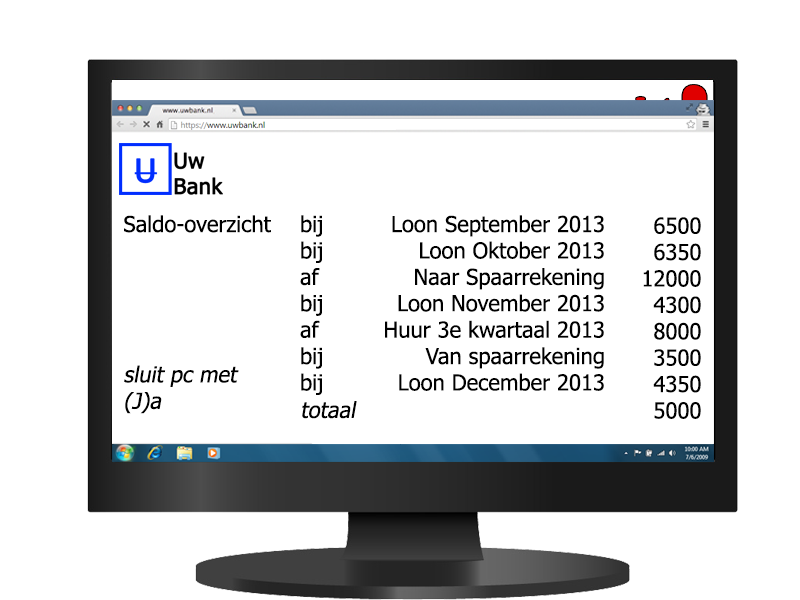 www.uwbank.nl
https://www.uwbank.nl
Uw
Bank
Saldo-overzicht bij Loon September 2013 6500
bij Loon Oktober 2013 6350
af Naar Spaarrekening 12000
bij Loon November 2013 4300
af Huur 3e kwartaal 2013 8000
bij Van spaarrekening 3500
bij Loon December 2013 4350
totaal 5000
sluit pc met
(J)a
10:00 AM
7/6/2009